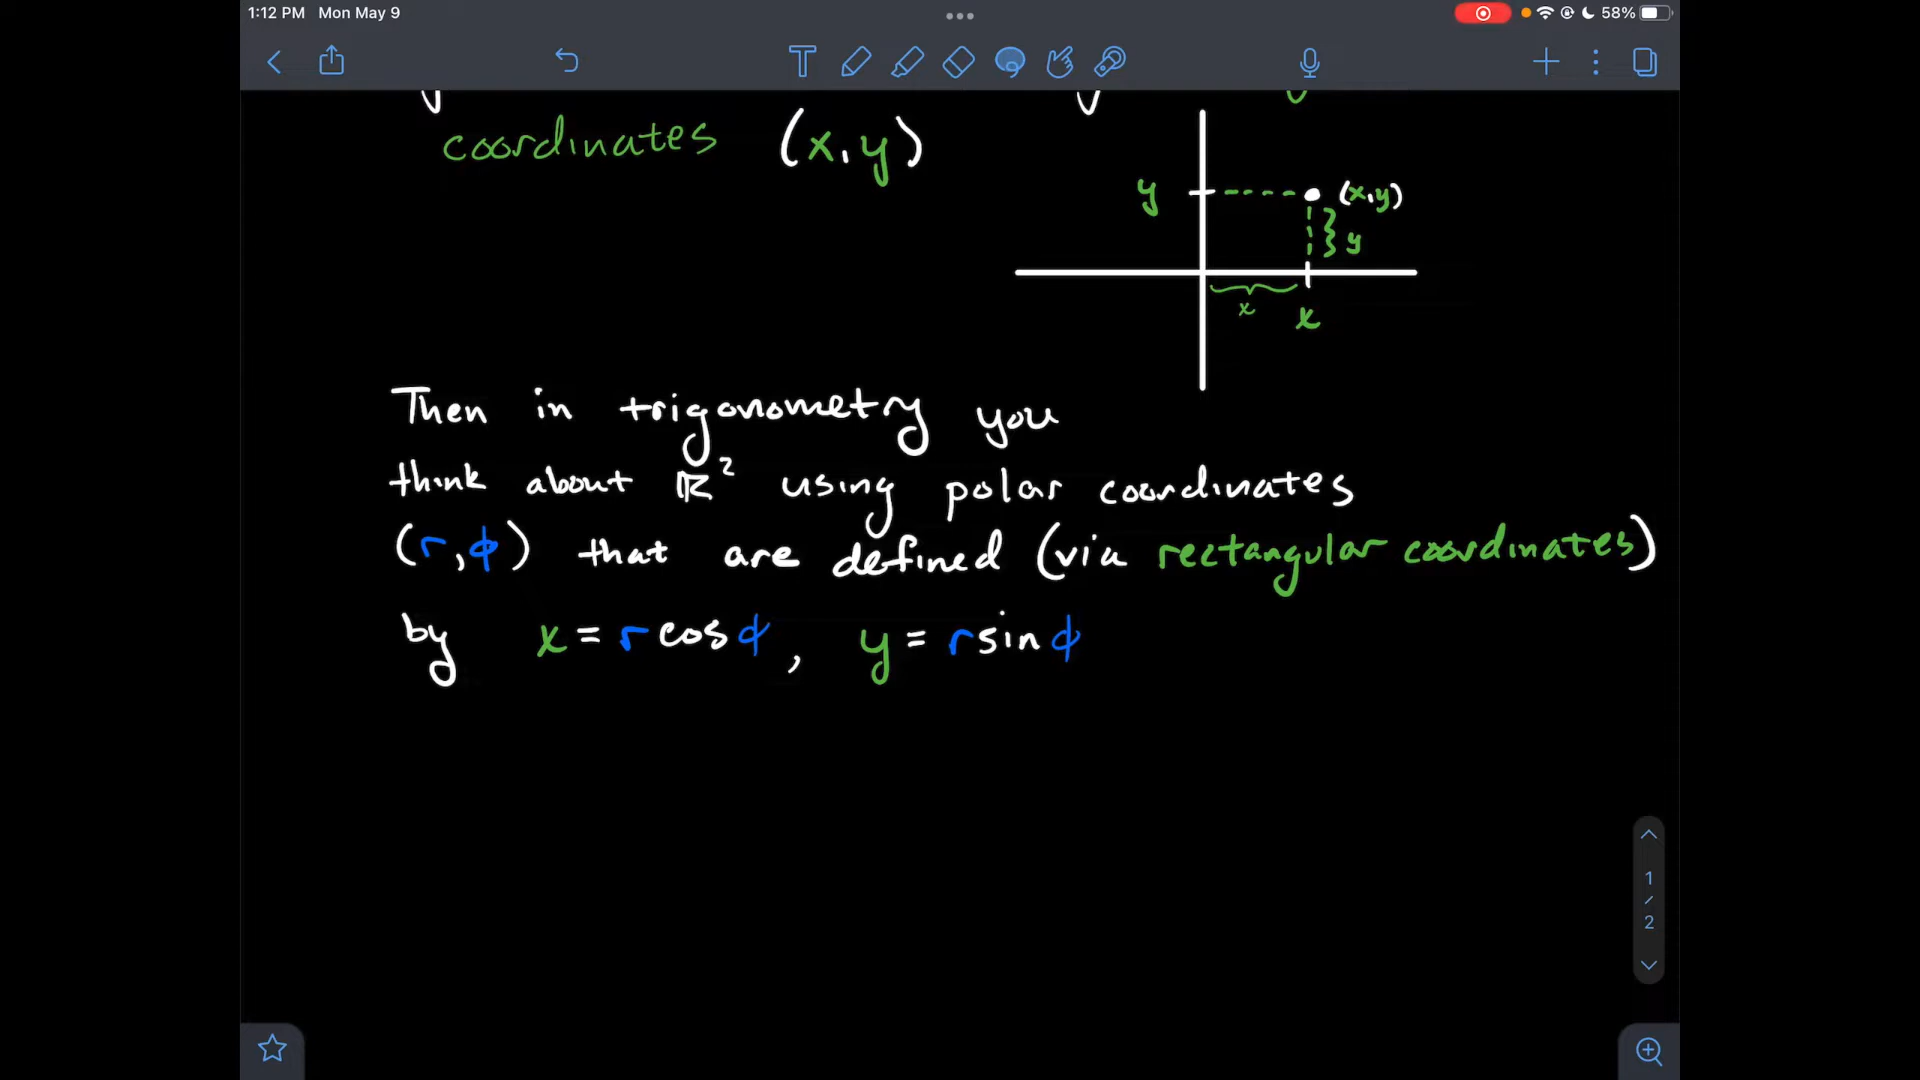 1:12 PM Mon May 9
58%
coordinates (x,y)
y
(x,y)
y
x
x
Then in trigonometry you
think about ℝ² using polar coordinates
(r,ϕ) that are defined (via rectangular coordinates)
by x = r cos ϕ, y = r sin ϕ
1
/
2